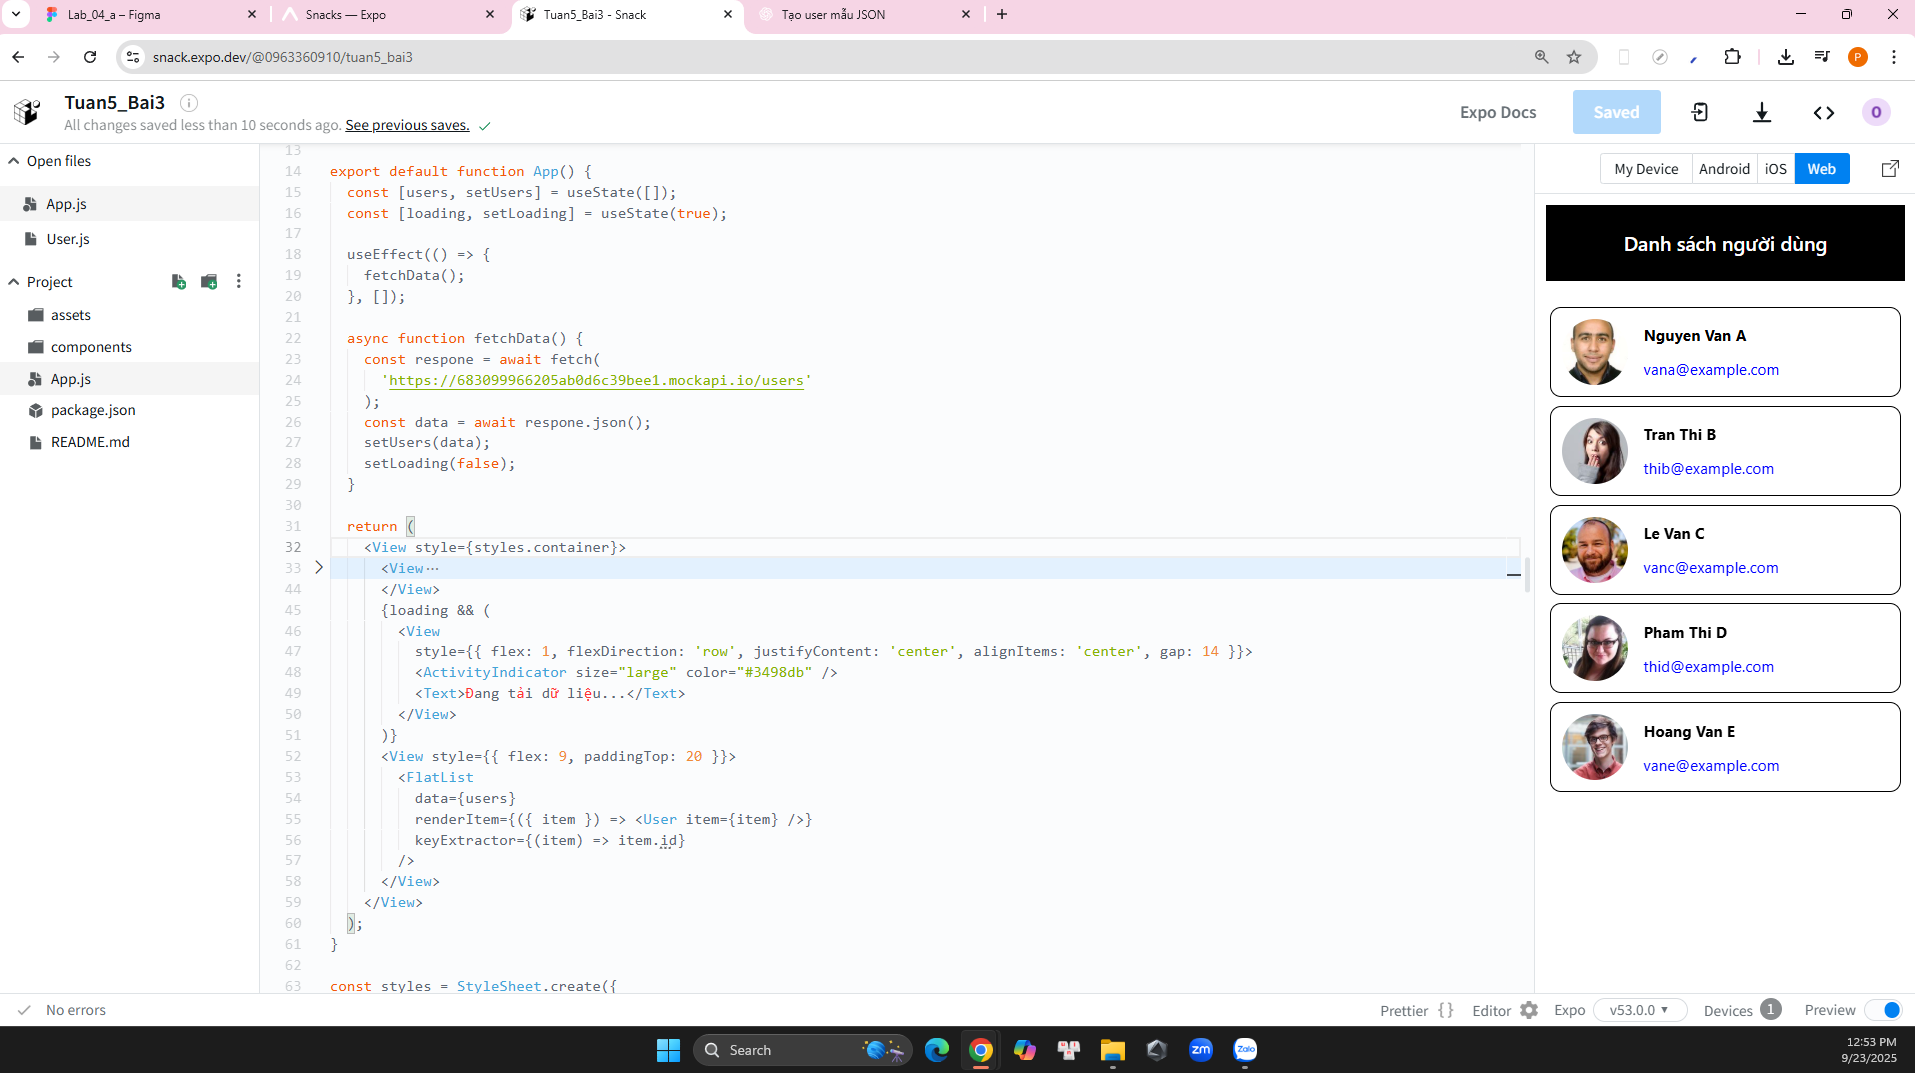 Lab_04_a – Figma
Snacks — Expo
Tuan5_Bai3 - Snack
Tạo user mẫu JSON
snack.expo.dev/@0963360910/tuan5_bai3
P
Tuan5_Bai3
All changes saved less than 10 seconds ago. See previous saves.
Expo Docs
Saved
O
Open files
App.js
User.js
Project
assets
components
App.js
package.json
README.md
13
14 export default function App() {
15 const [users, setUsers] = useState([]);
16 const [loading, setLoading] = useState(true);
17
18 useEffect(() => {
19 fetchData();
20 }, []);
21
22 async function fetchData() {
23 const respone = await fetch(
24 'https://683099966205ab0d6c39bee1.mockapi.io/users'
25 );
26 const data = await respone.json();
27 setUsers(data);
28 setLoading(false);
29 }
30
31 return (
32 <View style={styles.container}>
33 <View⋯
44 </View>
45 {loading && (
46 <View
47 style={{ flex: 1, flexDirection: 'row', justifyContent: 'center', alignItems: 'center', gap: 14 }}>
48 <ActivityIndicator size="large" color="#3498db" />
49 <Text>Đang tải dữ liệu...</Text>
50 </View>
51 )}
52 <View style={{ flex: 9, paddingTop: 20 }}>
53 <FlatList
54 data={users}
55 renderItem={({ item }) => <User item={item} />}
56 keyExtractor={(item) => item.id}
57 />
58 </View>
59 </View>
60 );
61 }
62
63 const styles = StyleSheet.create({
My Device
Android
iOS
Web
Danh sách người dùng
Nguyen Van A
vana@example.com
Tran Thi B
thib@example.com
Le Van C
vanc@example.com
Pham Thi D
thid@example.com
Hoang Van E
vane@example.com
No errors
Prettier { }
Editor
Expo
v53.0.0
Devices 1
Preview
Search
zm
Zalo
12:53 PM
9/23/2025